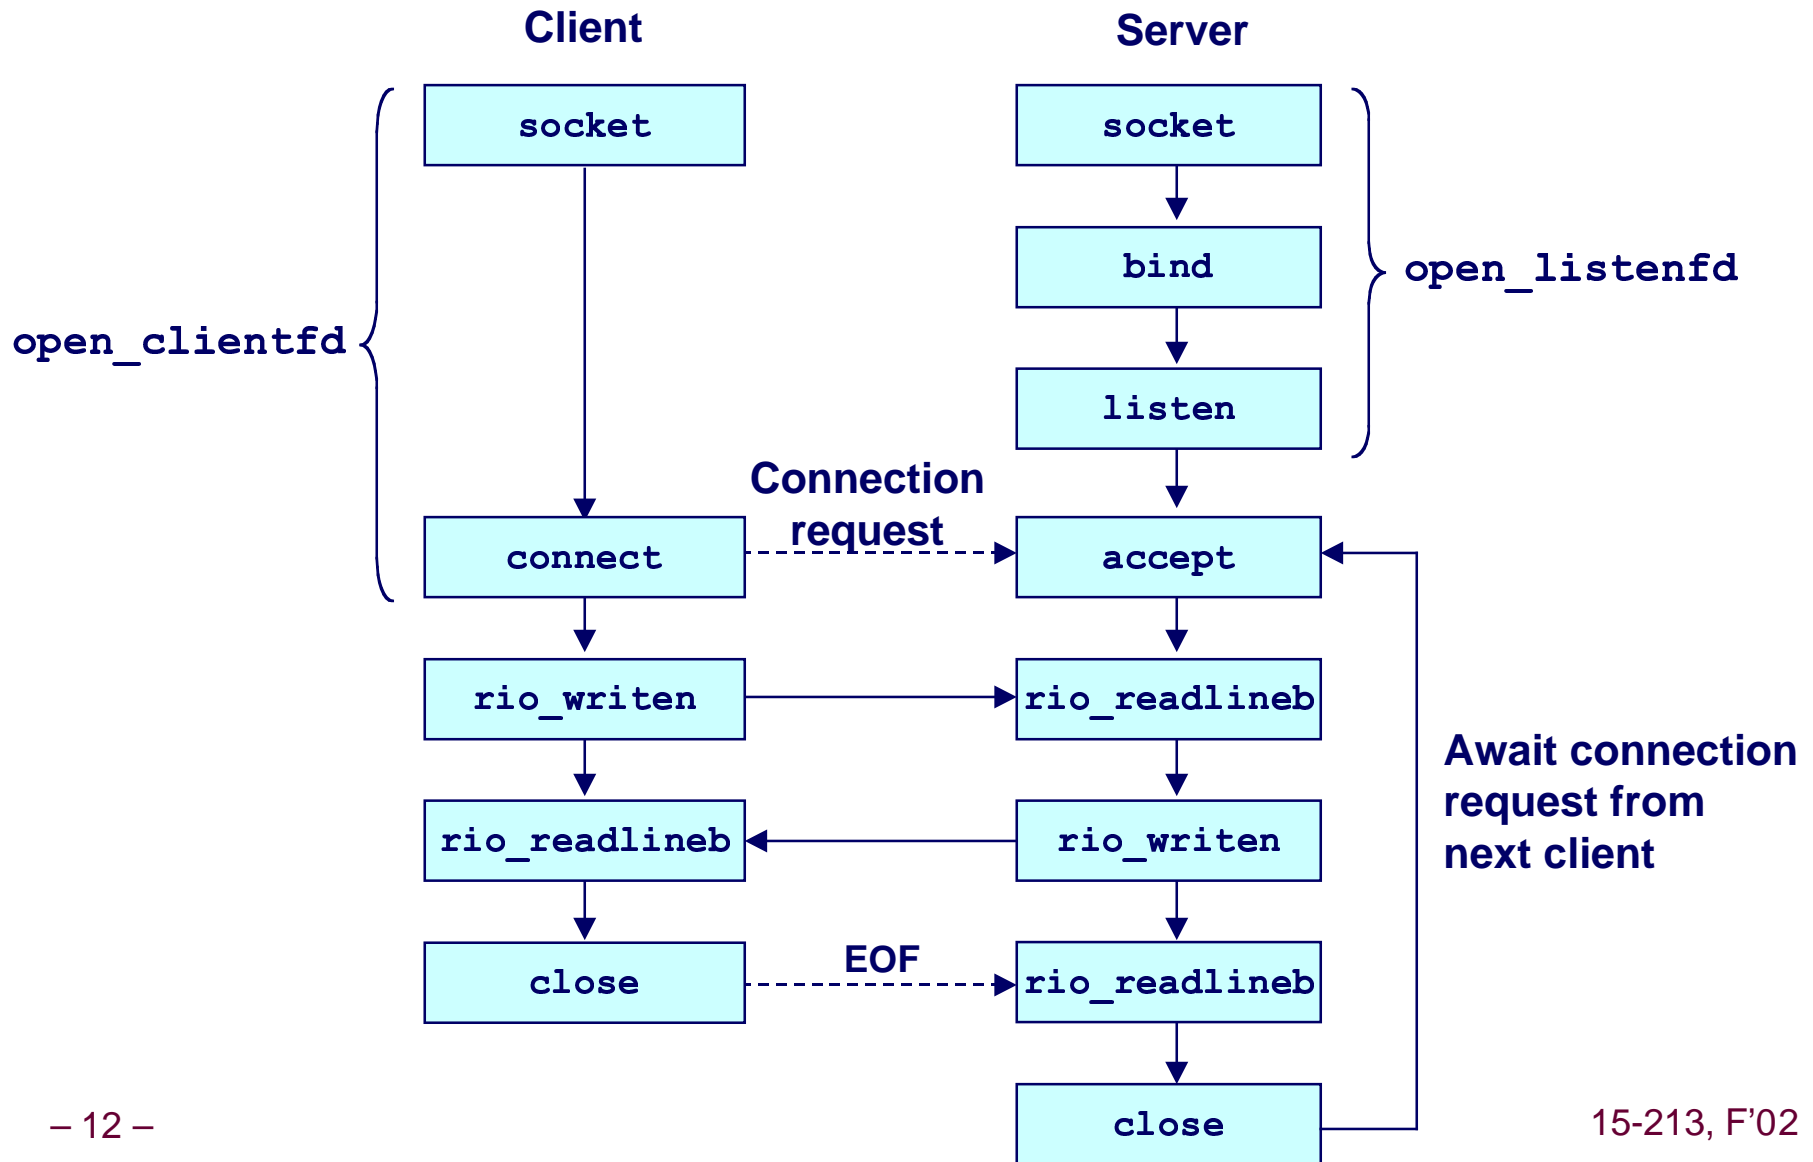 Client
Server
socket
socket
bind
open_listenfd
open_clientfd
listen
Connection
request
connect
accept
rio_writen
rio_readlineb
Await connection
request from
next client
rio_readlineb
rio_writen
close
EOF
rio_readlineb
close
– 12 –
15-213, F’02